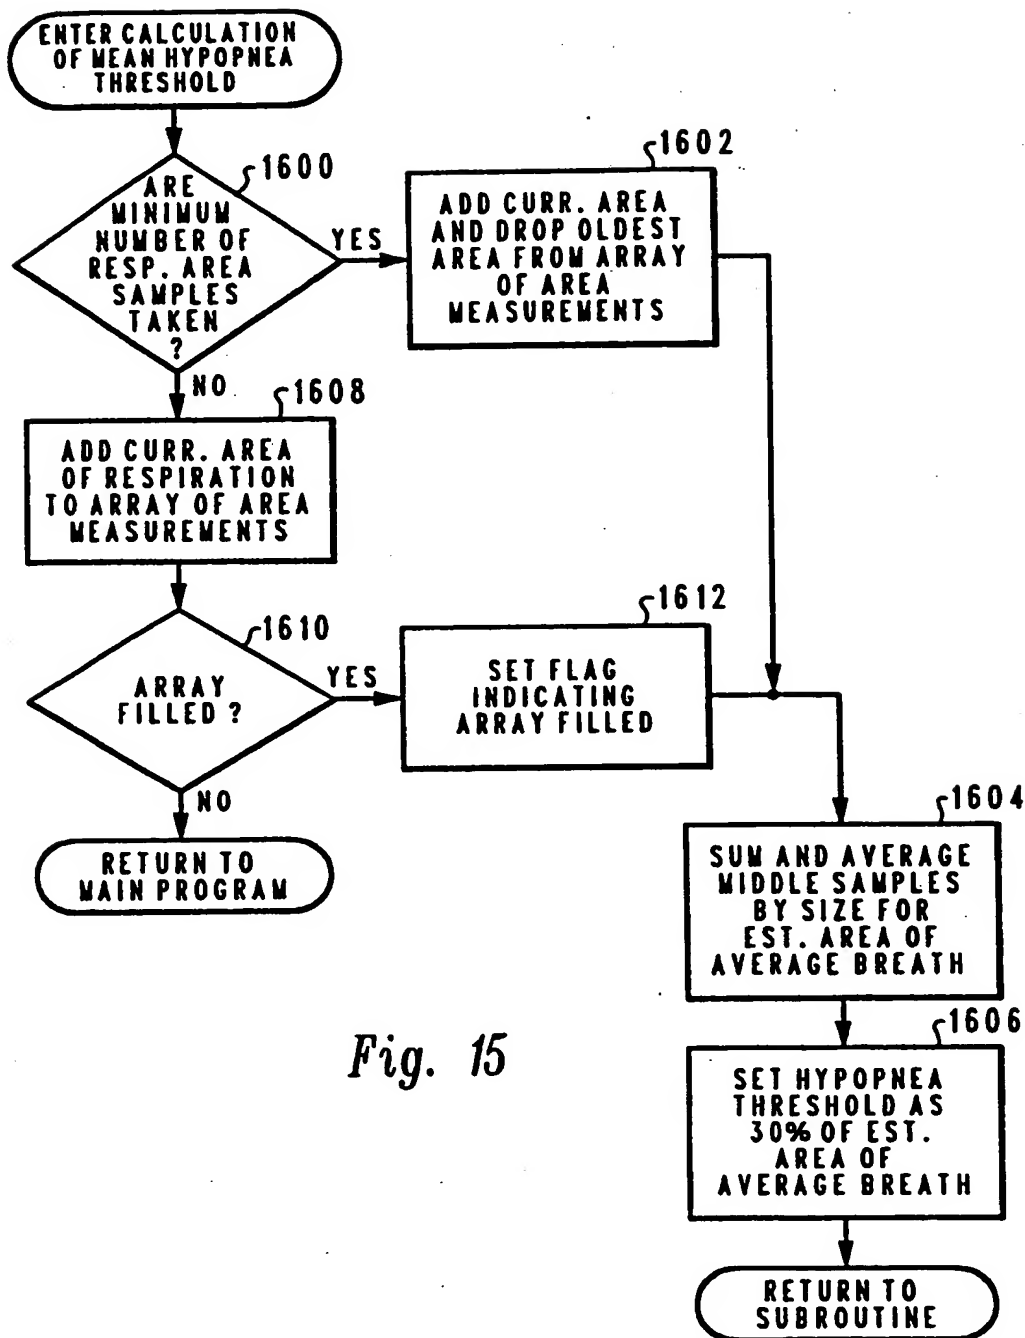 ENTER CALCULATION
OF MEAN HYPOPNEA
THRESHOLD
1600
ARE
MINIMUM
NUMBER OF
RESP. AREA
SAMPLES
TAKEN
?
YES
1602
ADD CURR. AREA
AND DROP OLDEST
AREA FROM ARRAY
OF AREA
MEASUREMENTS
NO
1608
ADD CURR. AREA
OF RESPIRATION
TO ARRAY OF AREA
MEASUREMENTS
1610
ARRAY
FILLED ?
YES
1612
SET FLAG
INDICATING
ARRAY FILLED
NO
RETURN TO
MAIN PROGRAM
1604
SUM AND AVERAGE
MIDDLE SAMPLES
BY SIZE FOR
EST. AREA OF
AVERAGE BREATH
1606
SET HYPOPNEA
THRESHOLD AS
30% OF EST.
AREA OF
AVERAGE BREATH
RETURN TO
SUBROUTINE
Fig. 15